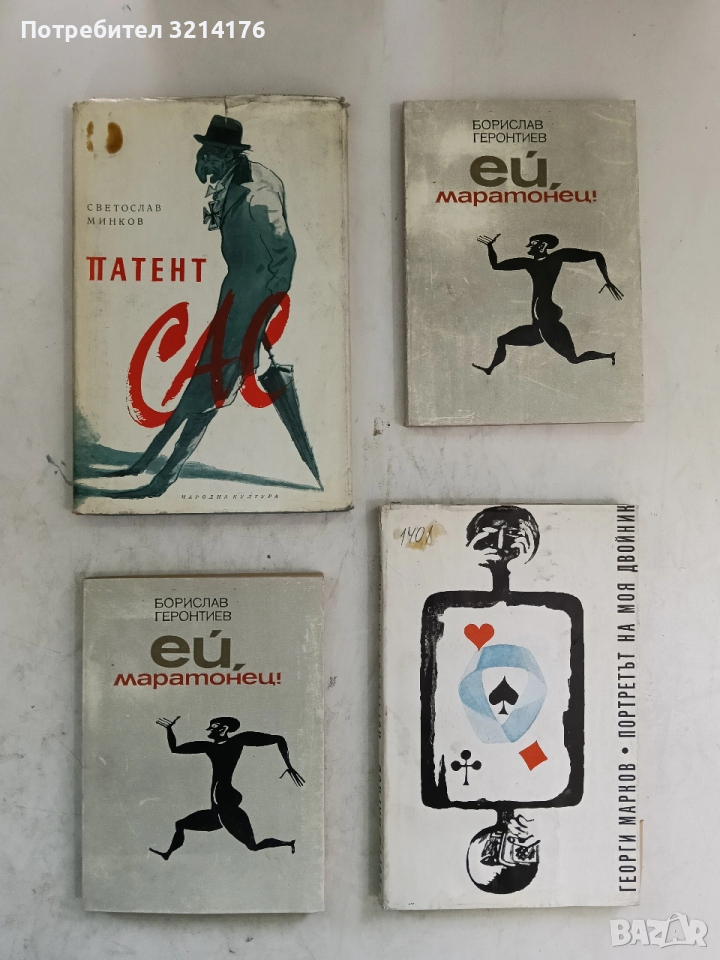 Потребител 3214176
СВЕТОСЛАВ
МИНКОВ
ПАТЕНТ
САС
НАРОДНА КУЛТУРА
БОРИСЛАВ
ГЕРОНТИЕВ
ей,
маратонец!
БОРИСЛАВ
ГЕРОНТИЕВ
ей,
маратонец!
1401
ГЕОРГИ МАРКОВ • ПОРТРЕТЪТ НА МОЯ ДВОЙНИК
BAZAR